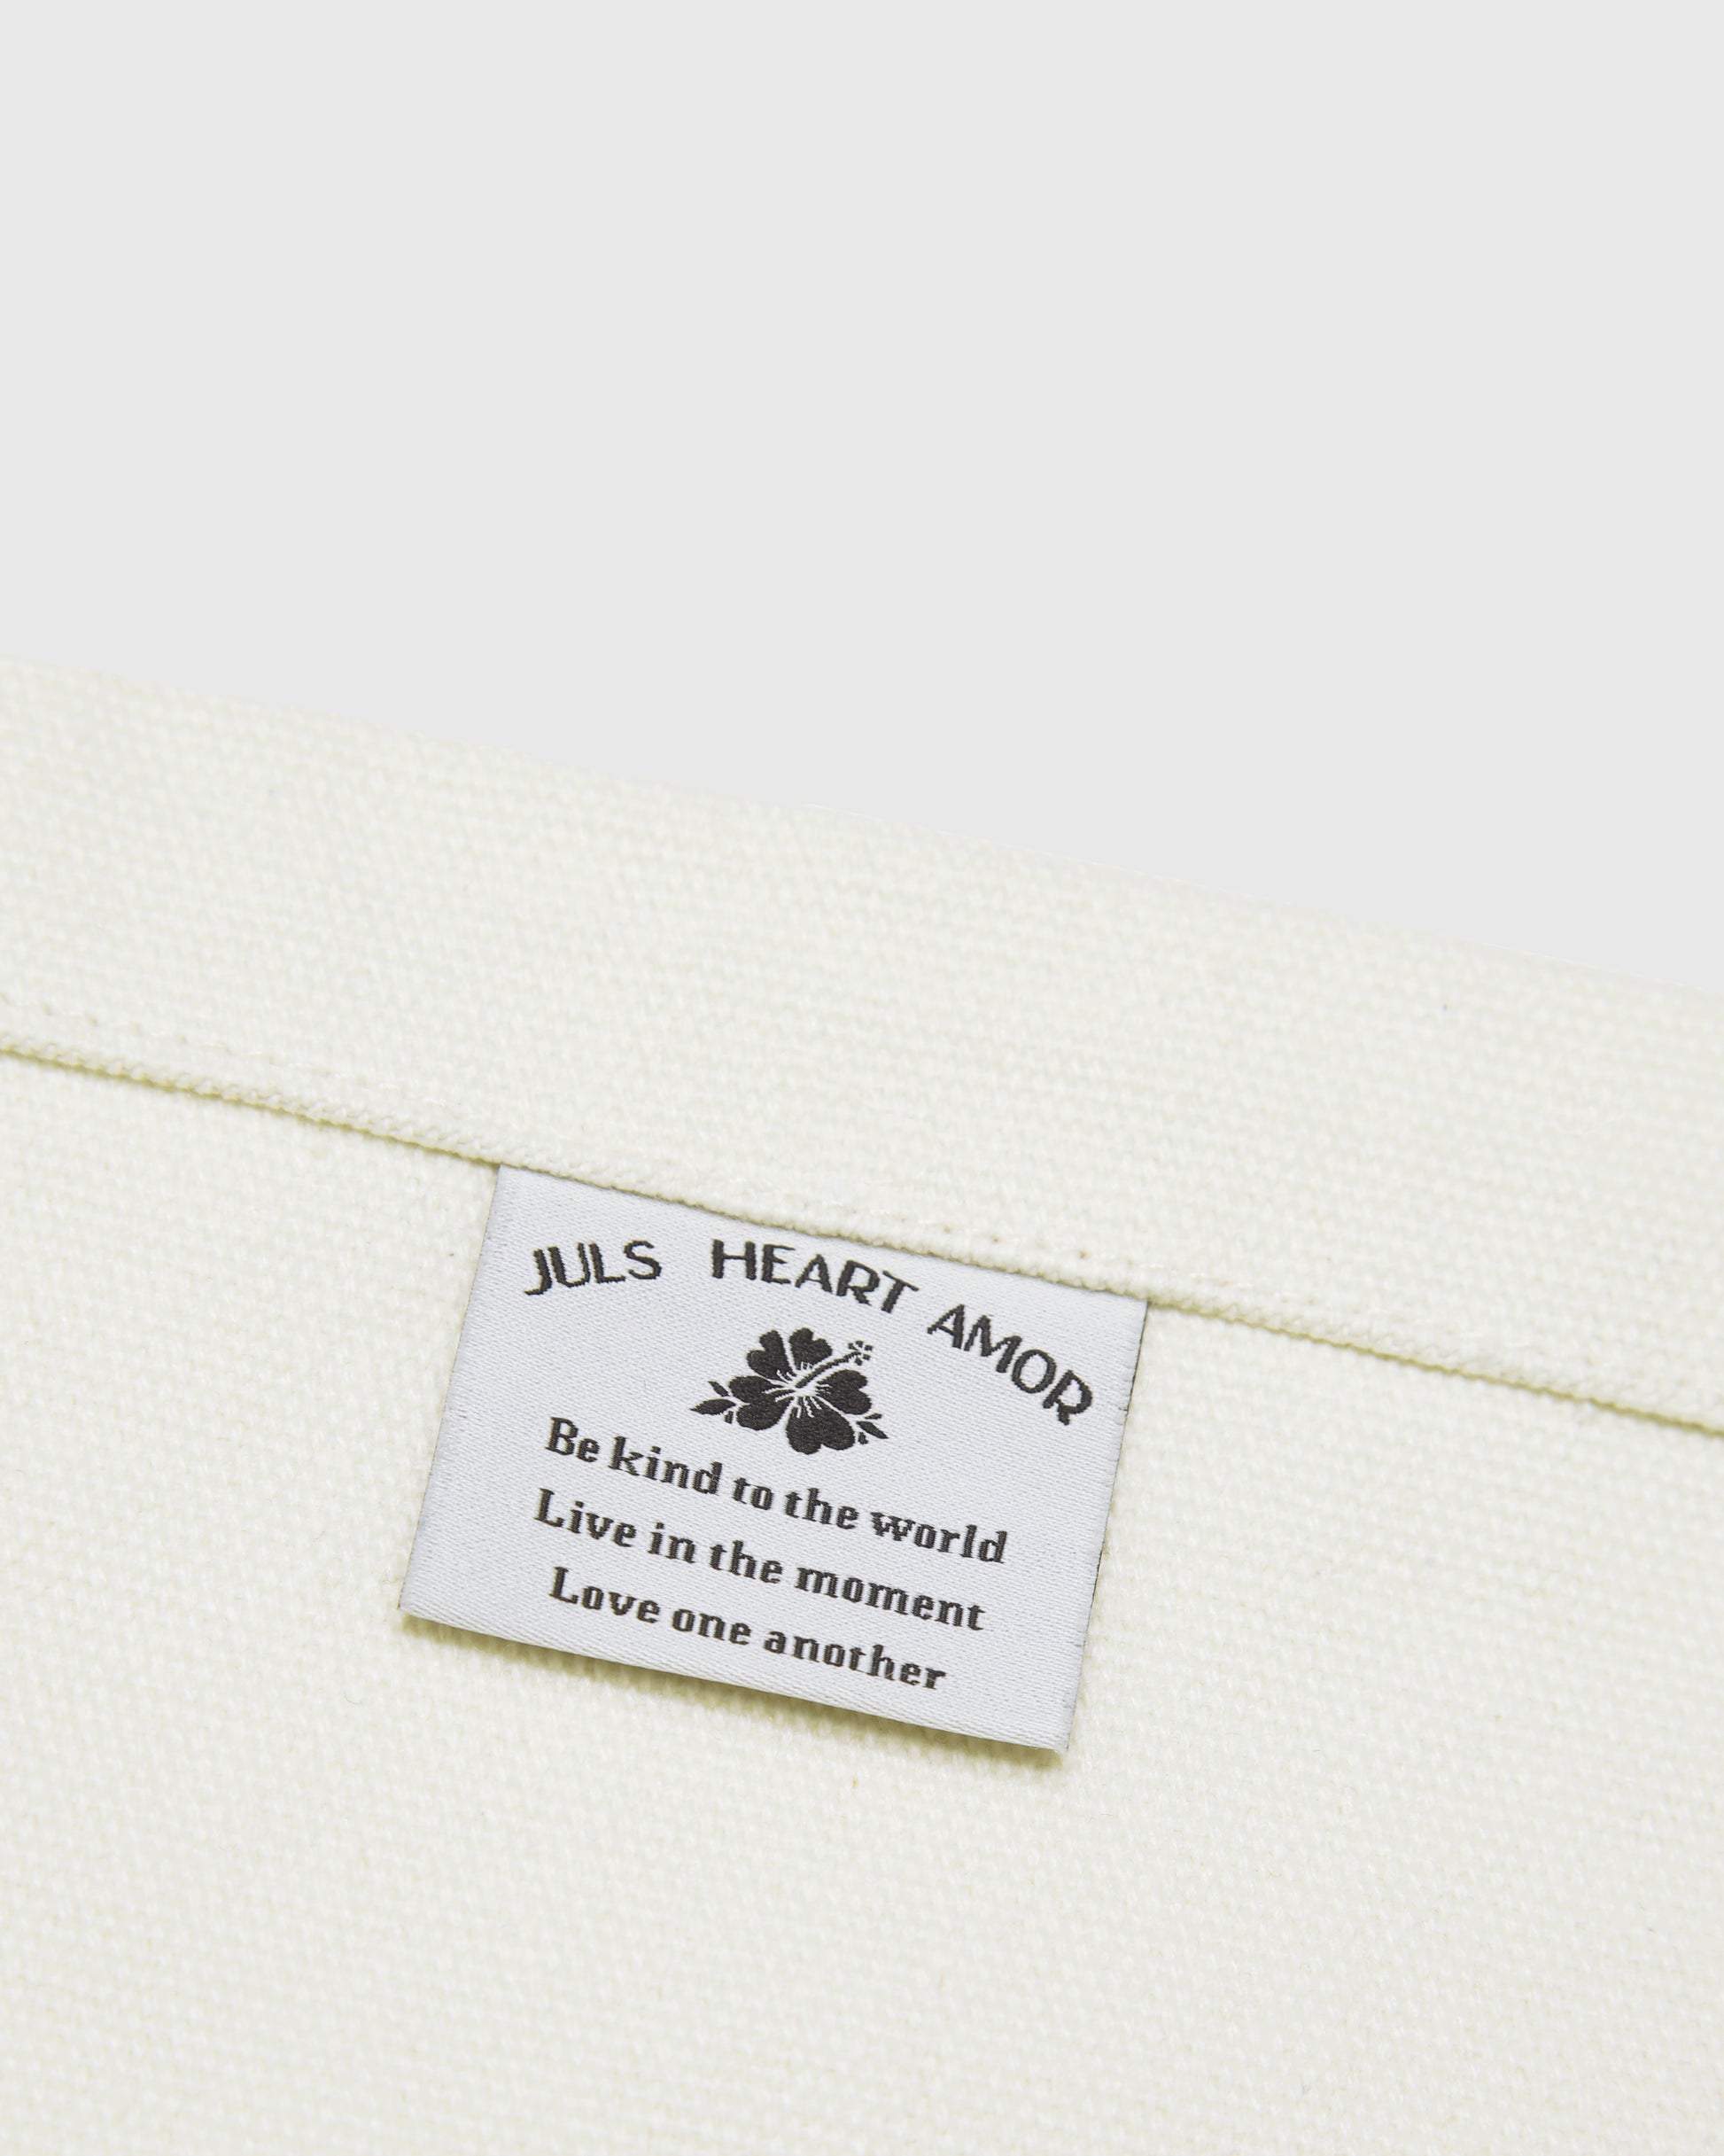 JULS HEART AMOR
Be kind to the world
Live in the moment
Love one another